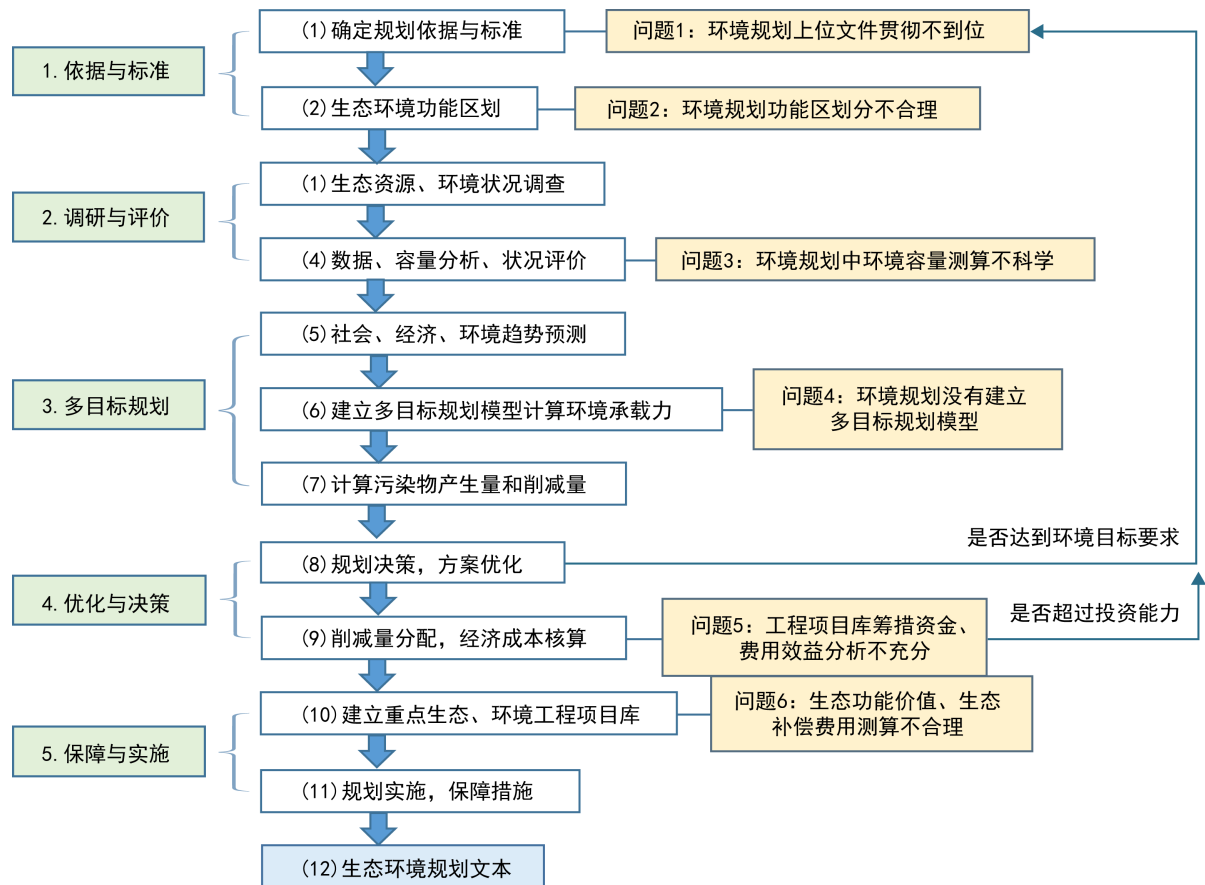 (1)确定规划依据与标准
问题1：环境规划上位文件贯彻不到位
1.依据与标准
(2)生态环境功能区划
问题2：环境规划功能区划分不合理
(1)生态资源、环境状况调查
2.调研与评价
(4)数据、容量分析、状况评价
问题3：环境规划中环境容量测算不科学
(5)社会、经济、环境趋势预测
3.多目标规划
(6)建立多目标规划模型计算环境承载力
问题4：环境规划没有建立
多目标规划模型
(7)计算污染物产生量和削减量
是否达到环境目标要求
(8)规划决策，方案优化
4.优化与决策
是否超过投资能力
(9)削减量分配，经济成本核算
问题5：工程项目库筹措资金、
费用效益分析不充分
(10)建立重点生态、环境工程项目库
问题6：生态功能价值、生态
补偿费用测算不合理
5.保障与实施
(11)规划实施，保障措施
(12)生态环境规划文本